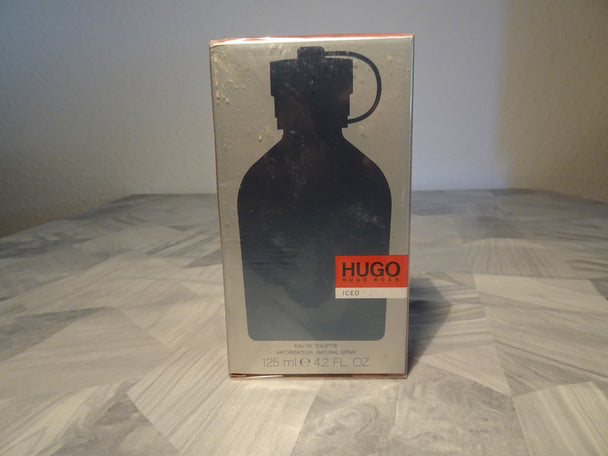 HUGO
HUGO BOSS
ICED
EAU DE TOILETTE
VAPORISATEUR NATURAL SPRAY
125 ml ℮ 4.2 FL. OZ.